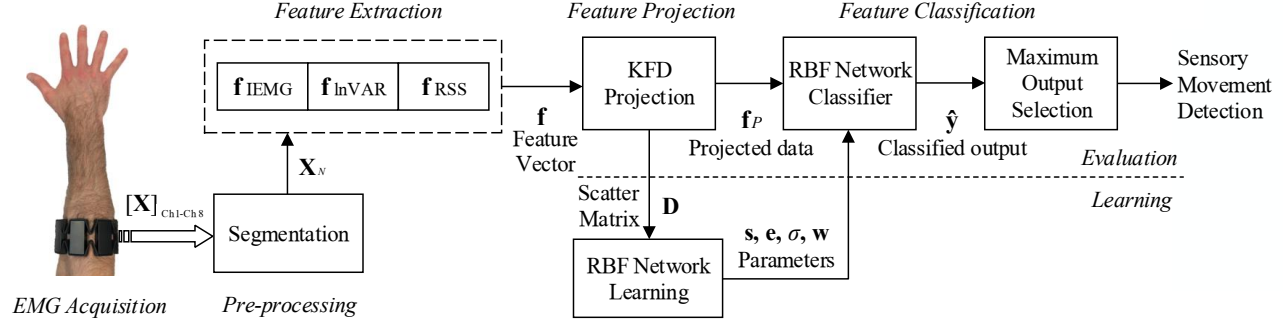 Feature Extraction
Feature Projection
Feature Classification
f IEMG
f lnVAR
f RSS
KFD
Projection
RBF Network
Classifier
Maximum
Output
Selection
Sensory
Movement
Detection
f
Feature
Vector
f P
Projected data
ŷ
Classified output
Evaluation
Learning
X N
[X] Ch1-Ch 8
Segmentation
Scatter
Matrix
D
RBF Network
Learning
s, e, σ, w
Parameters
EMG Acquisition
Pre-processing